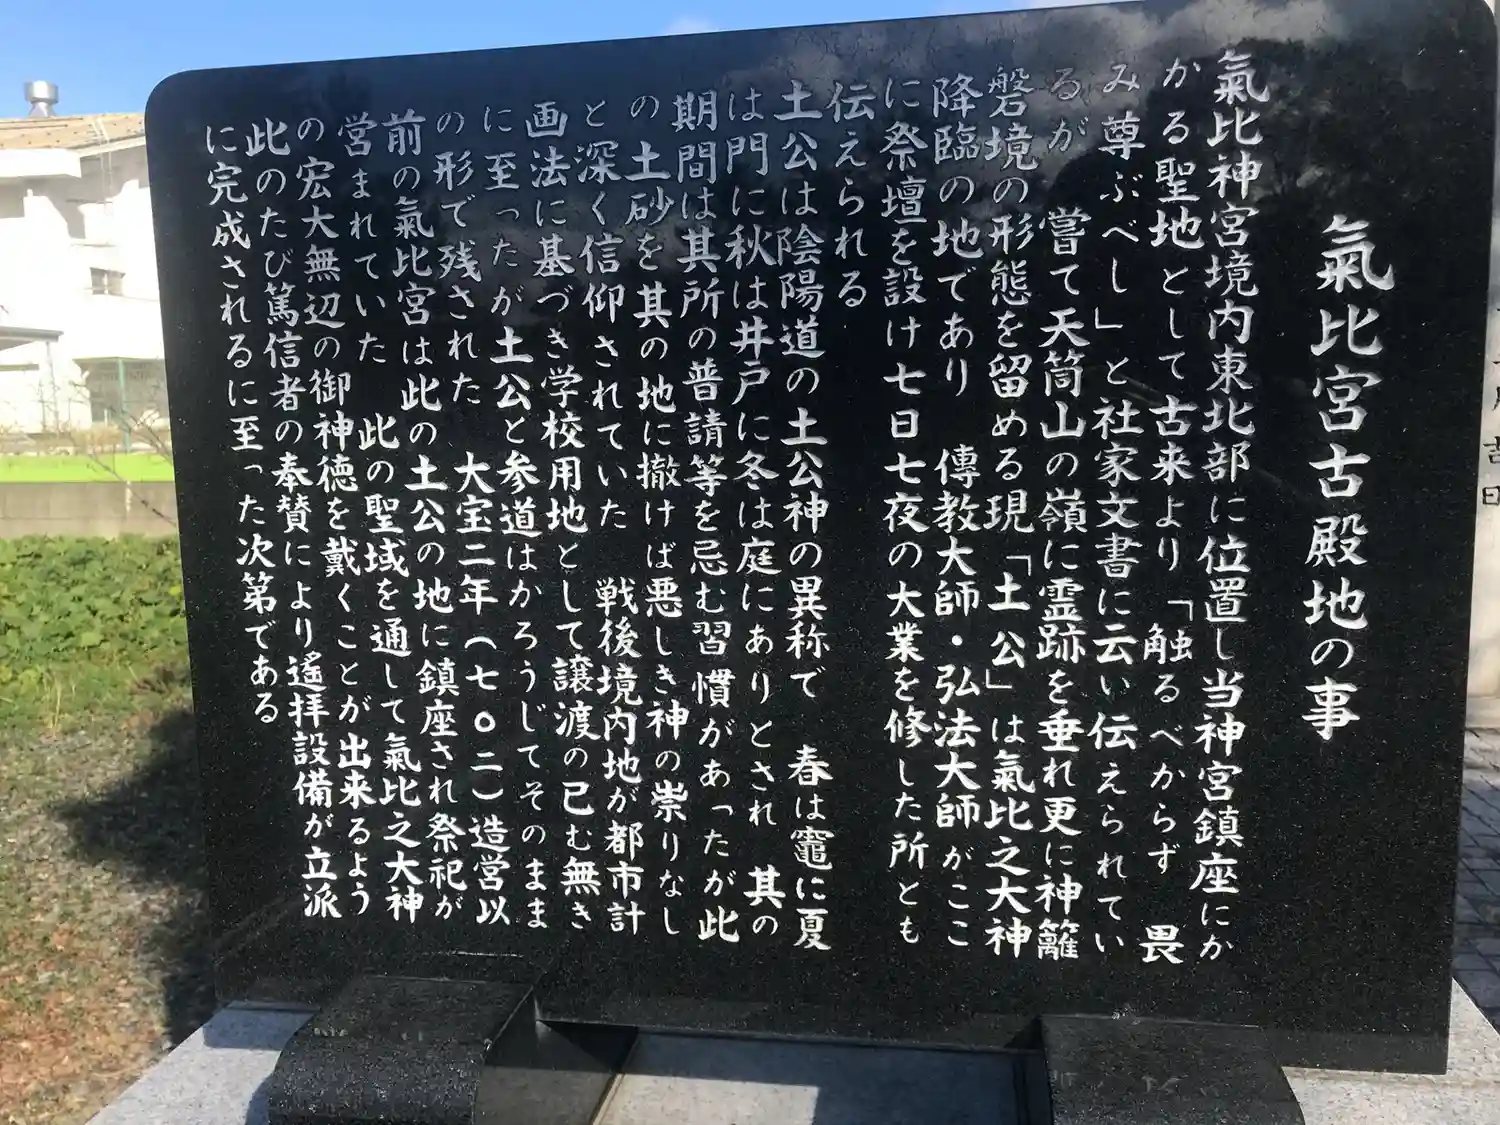 氣比宮古殿地の事
氣比神宮境内東北部に位置し当神宮鎮座にか
かる聖地として古来より「触るべからず　畏
み尊ぶべし」と社家文書に云い伝えられてい
るが　嘗て天筒山の嶺に霊跡を垂れ更に神籬
磐境の形態を留める現「土公」は氣比之大神
降臨の地であり　傳教大師・弘法大師がここ
に祭壇を設け七日七夜の大業を修した所とも
伝えられる
土公は陰陽道の土公神の異称で　春は竈に夏
は門に秋は井戸に冬は庭にありとされ　其の
期間は其所の普請等を忌む習慣があったが此
の土砂を其の地に撤けば悪しき神の崇りなし
と深く信仰されていた　戦後境内地が都市計
画法に基づき学校用地として譲渡の已む無き
に至ったが土公と参道はかろうじてそのまま
の形で残された　大宝二年（七〇二）造営以
前の氣比宮は此の土公の地に鎮座され祭祀が
営まれていた　此の聖域を通して氣比之大神
の宏大無辺の御神徳を戴くことが出来るよう
此のたび篤信者の奉賛により遙拝設備が立派
に完成されるに至った次第である